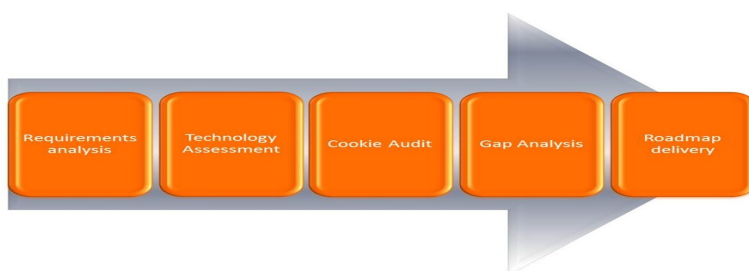 Requirements
analysis
Technology
Assessment
Cookie Audit
Gap Analysis
Roadmap
delivery